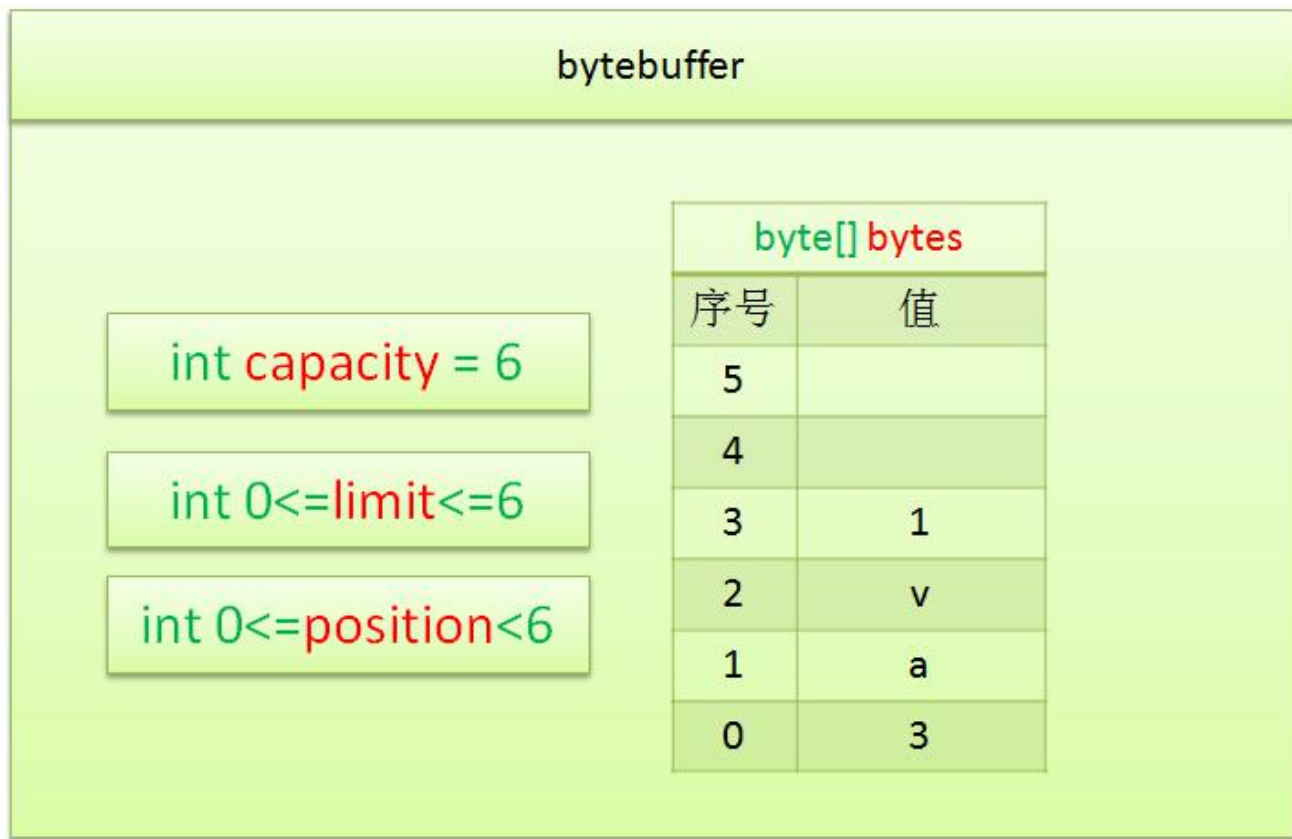 bytebuffer
int capacity = 6
int 0<=limit<=6
int 0<=position<6
byte[] bytes
序号 值
5
4
3 1
2 v
1 a
0 3